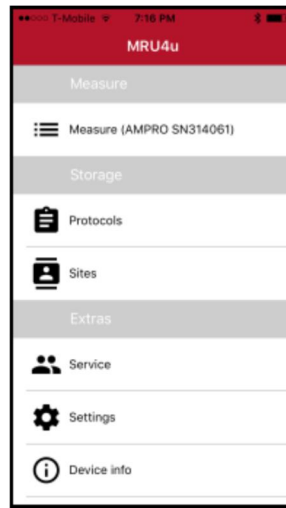 T-Mobile 7:16 PM
MRU4u
Measure
Measure (AMPRO SN314061)
Storage
Protocols
Sites
Extras
Service
Settings
Device info